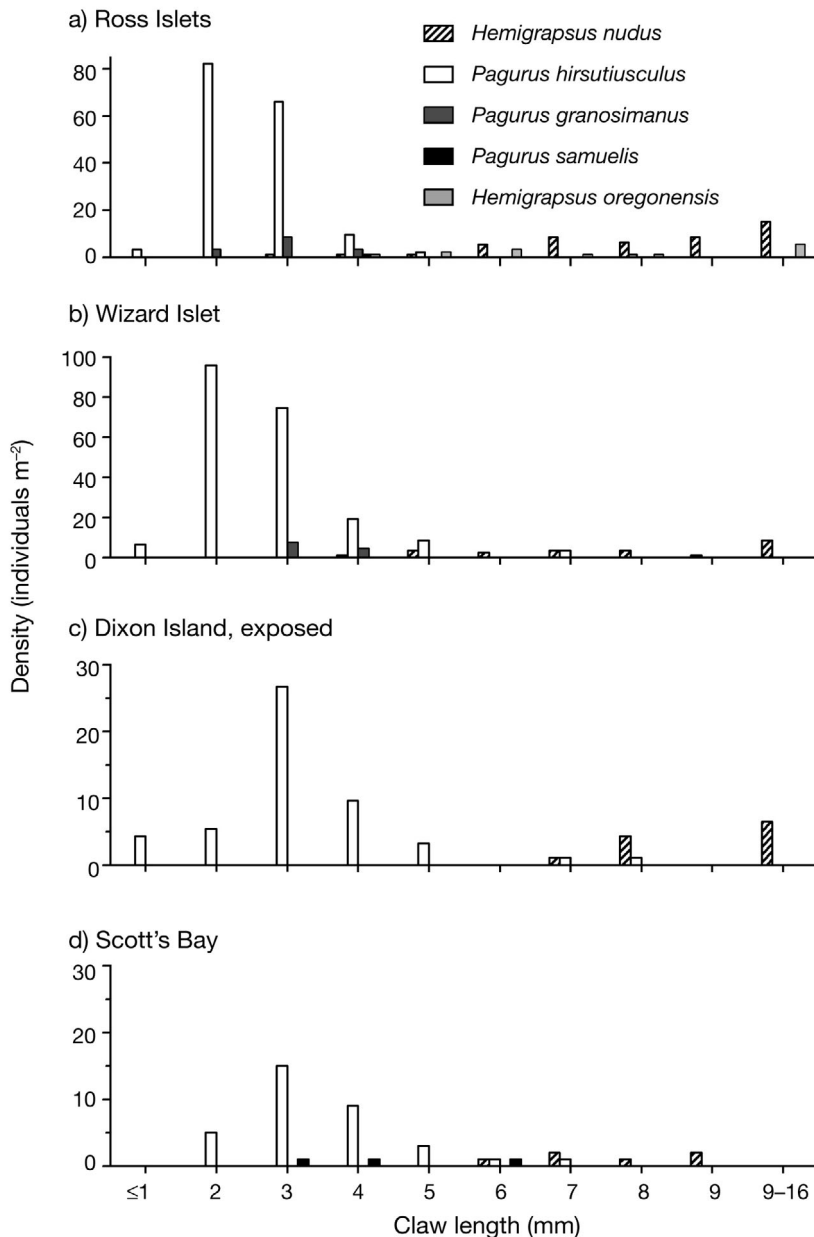 a) Ross Islets
Hemigrapsus nudus
Pagurus hirsutiusculus
Pagurus granosimanus
Pagurus samuelis
Hemigrapsus oregonensis
80
60
40
20
0
b) Wizard Islet
100
80
60
40
20
0
c) Dixon Island, exposed
30
20
10
0
d) Scott’s Bay
30
20
10
0
≤1 2 3 4 5 6 7 8 9 9–16
Claw length (mm)
Density (individuals m⁻²)